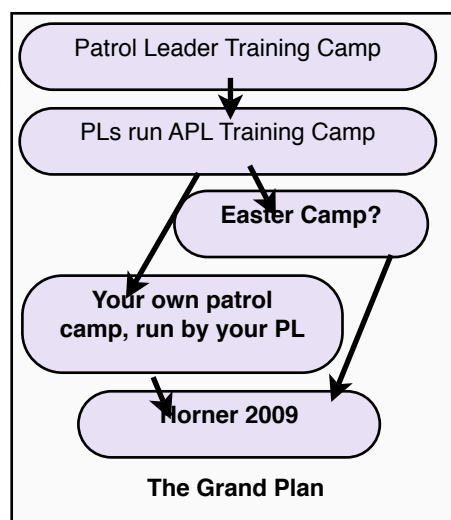 Patrol Leader Training Camp
PLs run APL Training Camp
Easter Camp?
Your own patrol
camp, run by your PL
Horner 2009
The Grand Plan